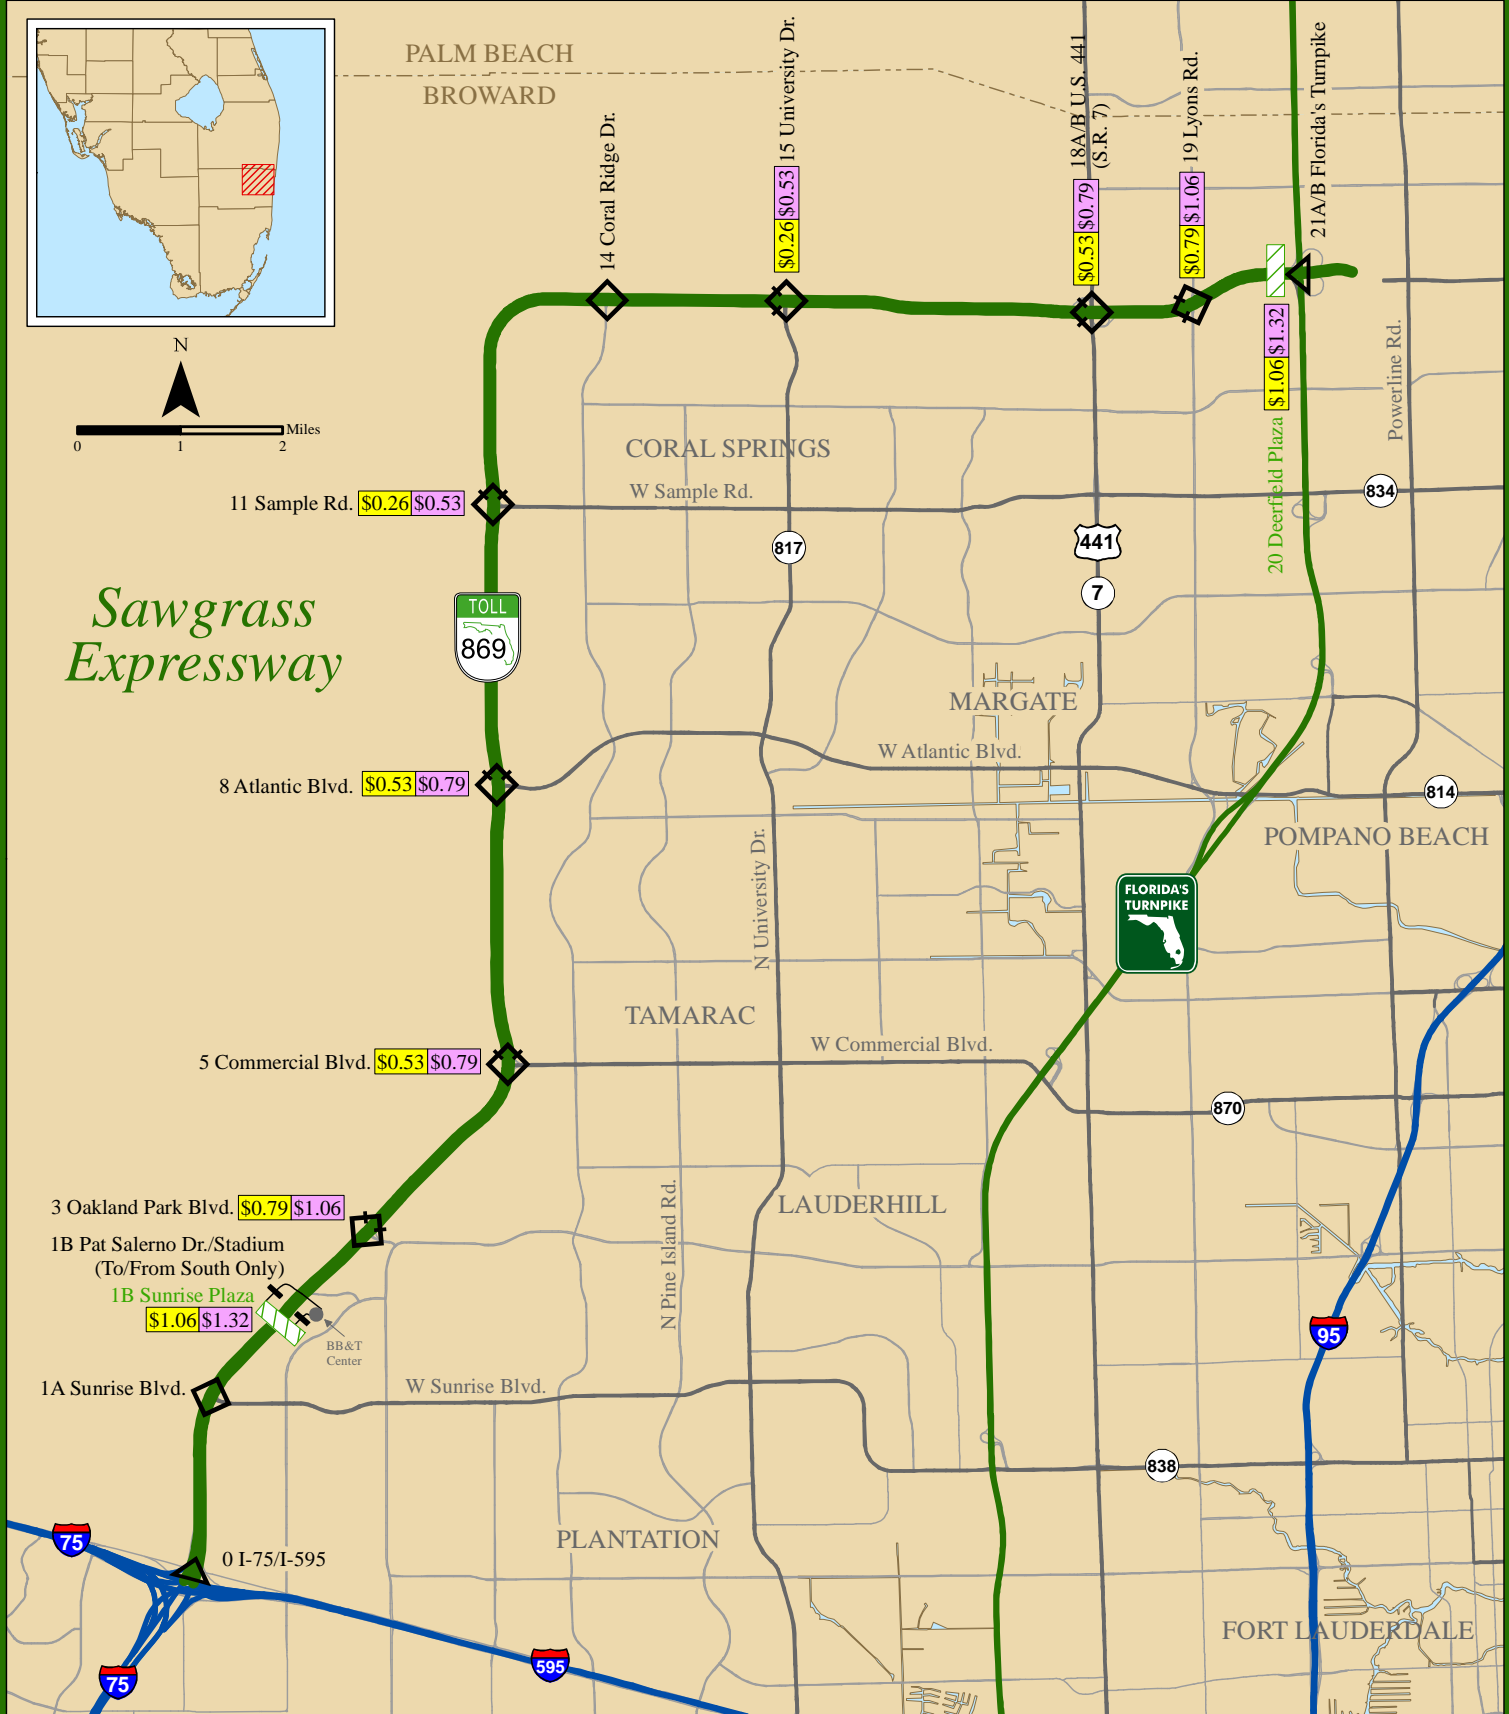 PALM BEACH
BROWARD
14 Coral Ridge Dr.
15 University Dr.
$0.26 $0.53
18A/B U.S. 441
(S.R. 7)
$0.53 $0.79
19 Lyons Rd.
$0.79 $1.06
21A/B Florida's Turnpike
20 Deerfield Plaza
$1.06 $1.32
Powerline Rd.
N
Miles
0 1 2
CORAL SPRINGS
W Sample Rd.
834
11 Sample Rd. $0.26 $0.53
817
441
7
Sawgrass
Expressway
TOLL
869
MARGATE
W Atlantic Blvd.
8 Atlantic Blvd. $0.53 $0.79
814
POMPANO BEACH
N University Dr.
FLORIDA'S
TURNPIKE
TAMARAC
W Commercial Blvd.
5 Commercial Blvd. $0.53 $0.79
870
LAUDERHILL
N Pine Island Rd.
3 Oakland Park Blvd. $0.79 $1.06
1B Pat Salerno Dr./Stadium
(To/From South Only)
1B Sunrise Plaza
$1.06 $1.32
BB&T
Center
95
1A Sunrise Blvd.
W Sunrise Blvd.
838
PLANTATION
75
0 I-75/I-595
FORT LAUDERDALE
595
75